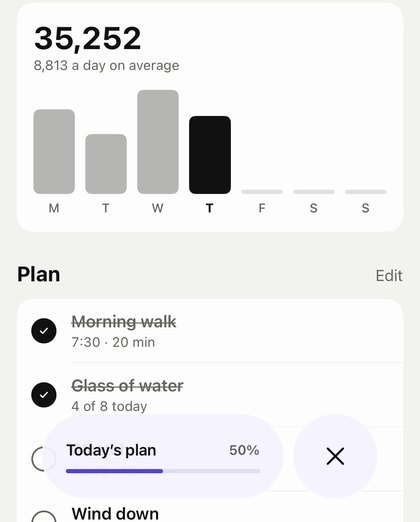 35,252
8,813 a day on average
M T W T F S S
Plan Edit
Morning walk
7:30 · 20 min
Glass of water
4 of 8 today
Today's plan 50%
Wind down